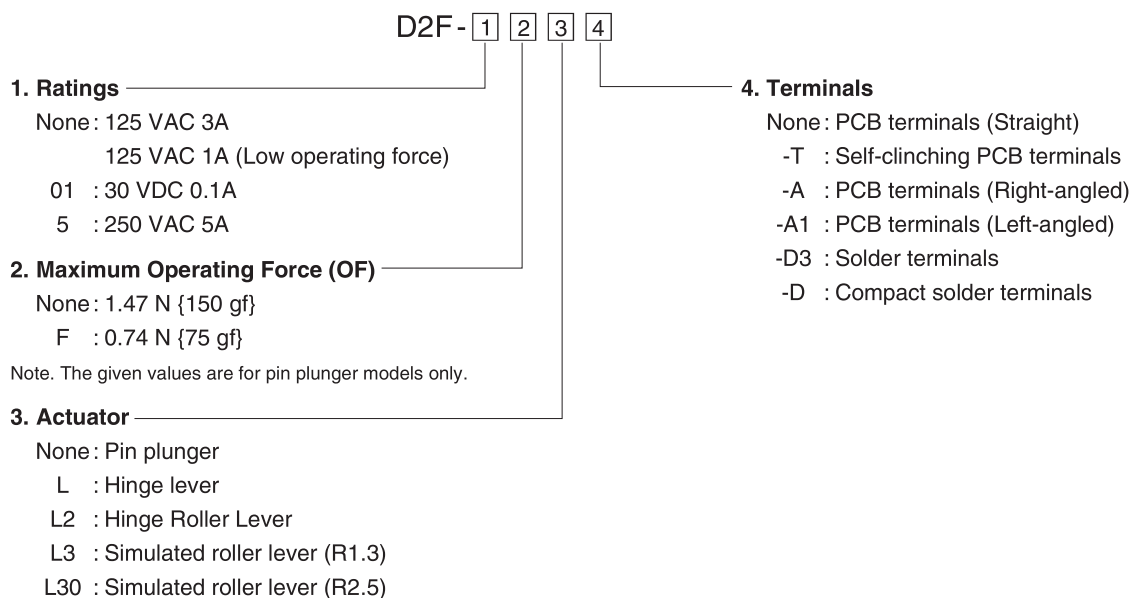 D2F- 1 2 3 4
1. Ratings
None : 125 VAC 3A
125 VAC 1A (Low operating force)
01 : 30 VDC 0.1A
5 : 250 VAC 5A
2. Maximum Operating Force (OF)
None : 1.47 N {150 gf}
F : 0.74 N {75 gf}
Note. The given values are for pin plunger models only.
3. Actuator
None : Pin plunger
L : Hinge lever
L2 : Hinge Roller Lever
L3 : Simulated roller lever (R1.3)
L30 : Simulated roller lever (R2.5)
4. Terminals
None : PCB terminals (Straight)
-T : Self-clinching PCB terminals
-A : PCB terminals (Right-angled)
-A1 : PCB terminals (Left-angled)
-D3 : Solder terminals
-D : Compact solder terminals